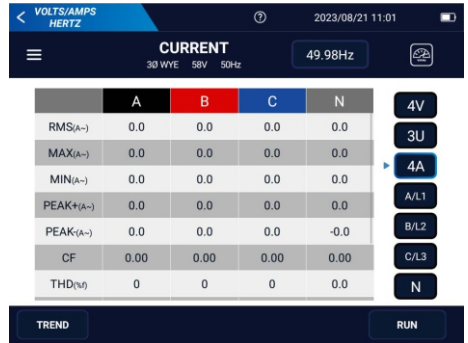 VOLTS/AMPS
HERTZ
2023/08/21 11:01
CURRENT
3Ø WYE 58V 50Hz
49.98Hz
A B C N
RMS(A~) 0.0 0.0 0.0 0.0
MAX(A~) 0.0 0.0 0.0 0.0
MIN(A~) 0.0 0.0 0.0 0.0
PEAK+(A~) 0.0 0.0 0.0 0.0
PEAK-(A~) 0.0 0.0 0.0 -0.0
CF 0.00 0.00 0.00 0.00
THD(%f) 0 0 0 0.0
4V
3U
4A
A/L1
B/L2
C/L3
N
TREND
RUN